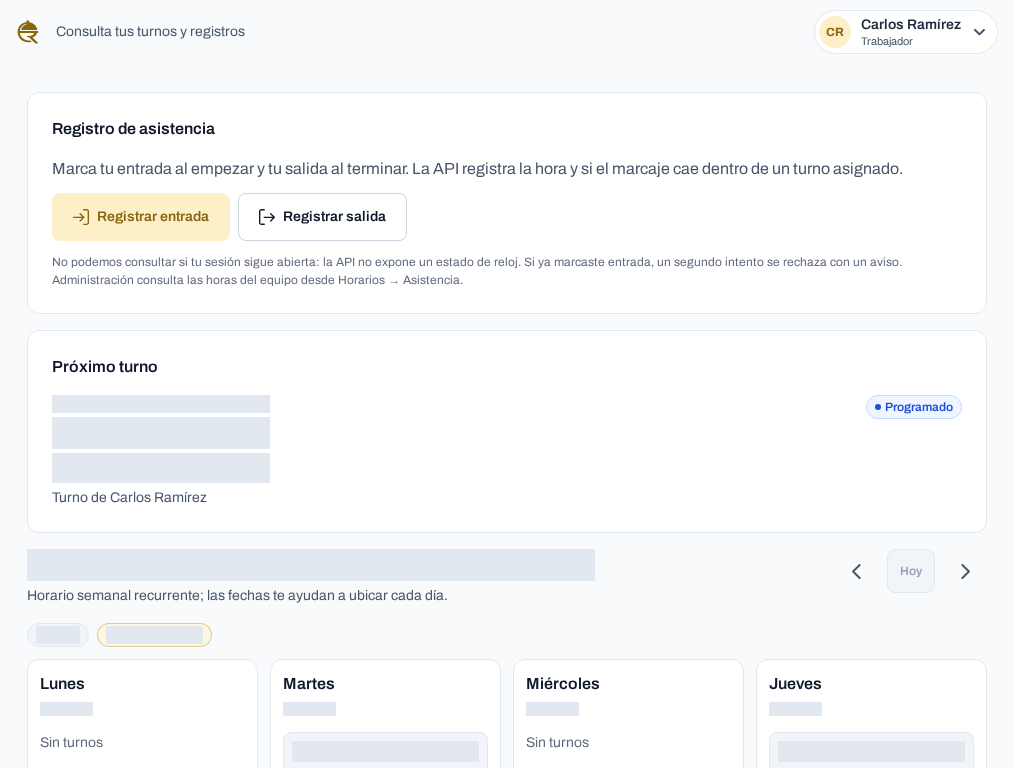 Consulta tus turnos y registros
CR
Carlos Ramírez
Trabajador
Registro de asistencia
Marca tu entrada al empezar y tu salida al terminar. La API registra la hora y si el marcaje cae dentro de un turno asignado.
Registrar entrada
Registrar salida
No podemos consultar si tu sesión sigue abierta: la API no expone un estado de reloj. Si ya marcaste entrada, un segundo intento se rechaza con un aviso.
Administración consulta las horas del equipo desde Horarios → Asistencia.
Próximo turno
Programado
Turno de Carlos Ramírez
Hoy
Horario semanal recurrente; las fechas te ayudan a ubicar cada día.
Lunes
Martes
Miércoles
Jueves
Sin turnos
Sin turnos